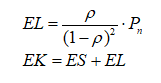 EL = ρ / (1 − ρ)² · Pₙ
EK = ES + EL